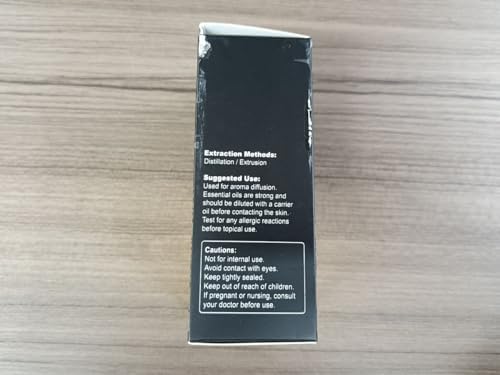 Extraction Methods:
Distillation / Extrusion
Suggested Use:
Used for aroma diffusion.
Essential oils are strong and
should be diluted with a carrier
oil before contacting the skin.
Test for any allergic reactions
before topical use.
Cautions:
Not for internal use.
Avoid contact with eyes.
Keep tightly sealed.
Keep out of reach of children.
If pregnant or nursing, consult
your doctor before use.